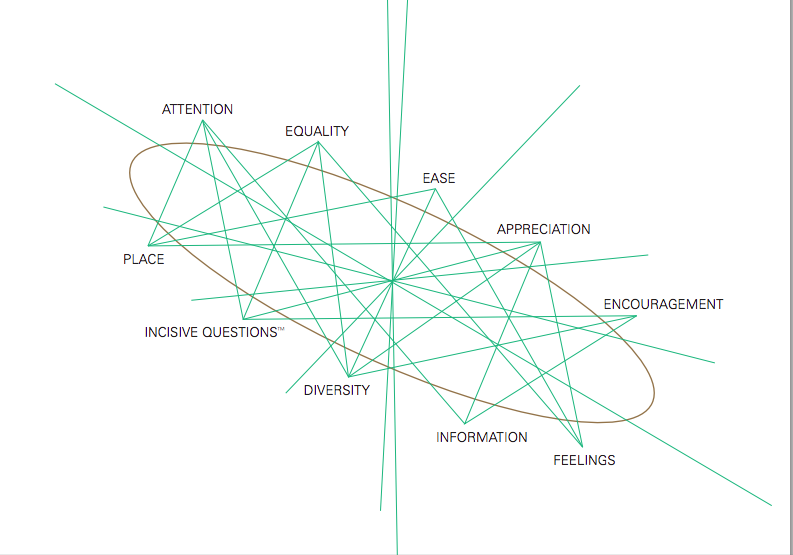 ATTENTION
EQUALITY
EASE
APPRECIATION
PLACE
ENCOURAGEMENT
INCISIVE QUESTIONS™
DIVERSITY
INFORMATION
FEELINGS